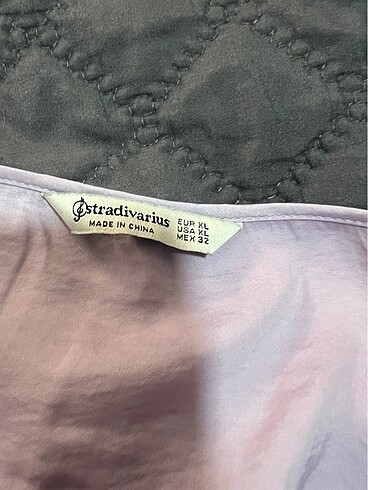 stradivarius
MADE IN CHINA
EUR XL
USA XL
MEX 32